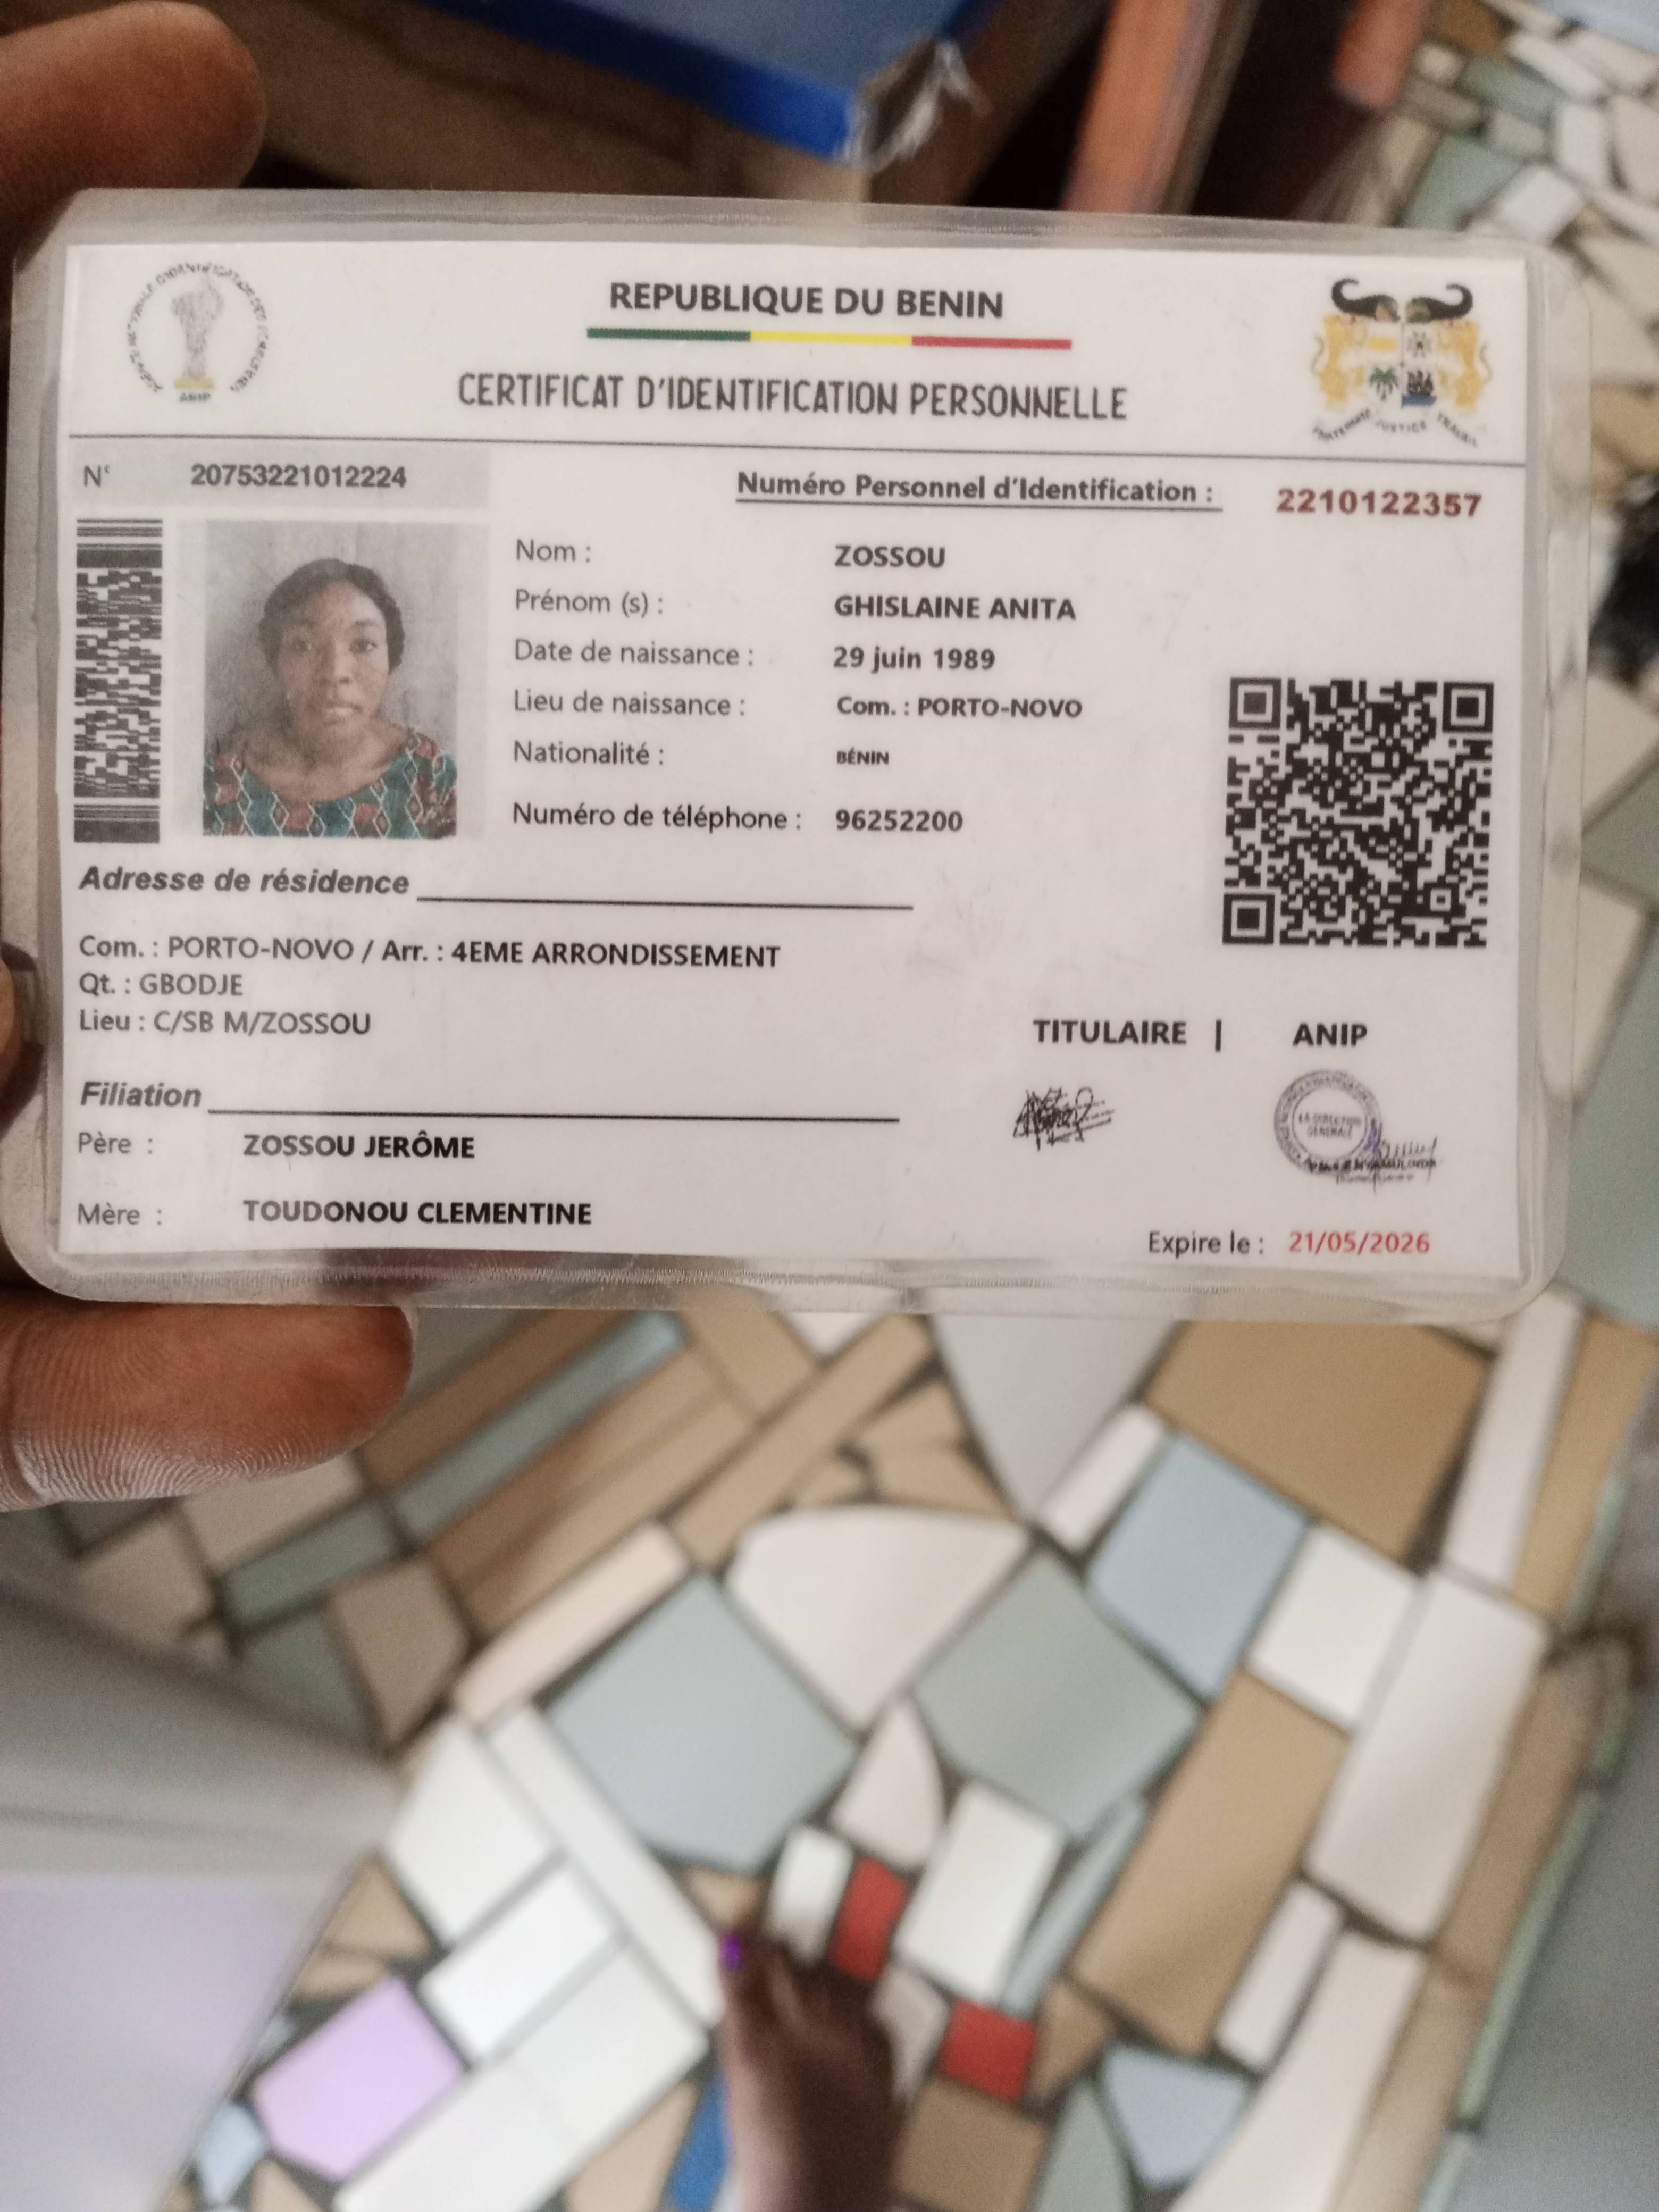 REPUBLIQUE DU BENIN
CERTIFICAT D'IDENTIFICATION PERSONNELLE
ANIP
FRATERNITE JUSTICE TRAVAIL
N° 20753221012224
Numéro Personnel d'Identification : 2210122357
Nom : ZOSSOU
Prénom (s) : GHISLAINE ANITA
Date de naissance : 29 juin 1989
Lieu de naissance : Com. : PORTO-NOVO
Nationalité : BÉNIN
Numéro de téléphone : 96252200
Adresse de résidence
Com. : PORTO-NOVO / Arr. : 4EME ARRONDISSEMENT
Qt. : GBODJE
Lieu : C/SB M/ZOSSOU
TITULAIRE | ANIP
LA DIRECTION
GENERALE
Filiation
Père : ZOSSOU JERÔME
Mère : TOUDONOU CLEMENTINE
Expire le : 21/05/2026